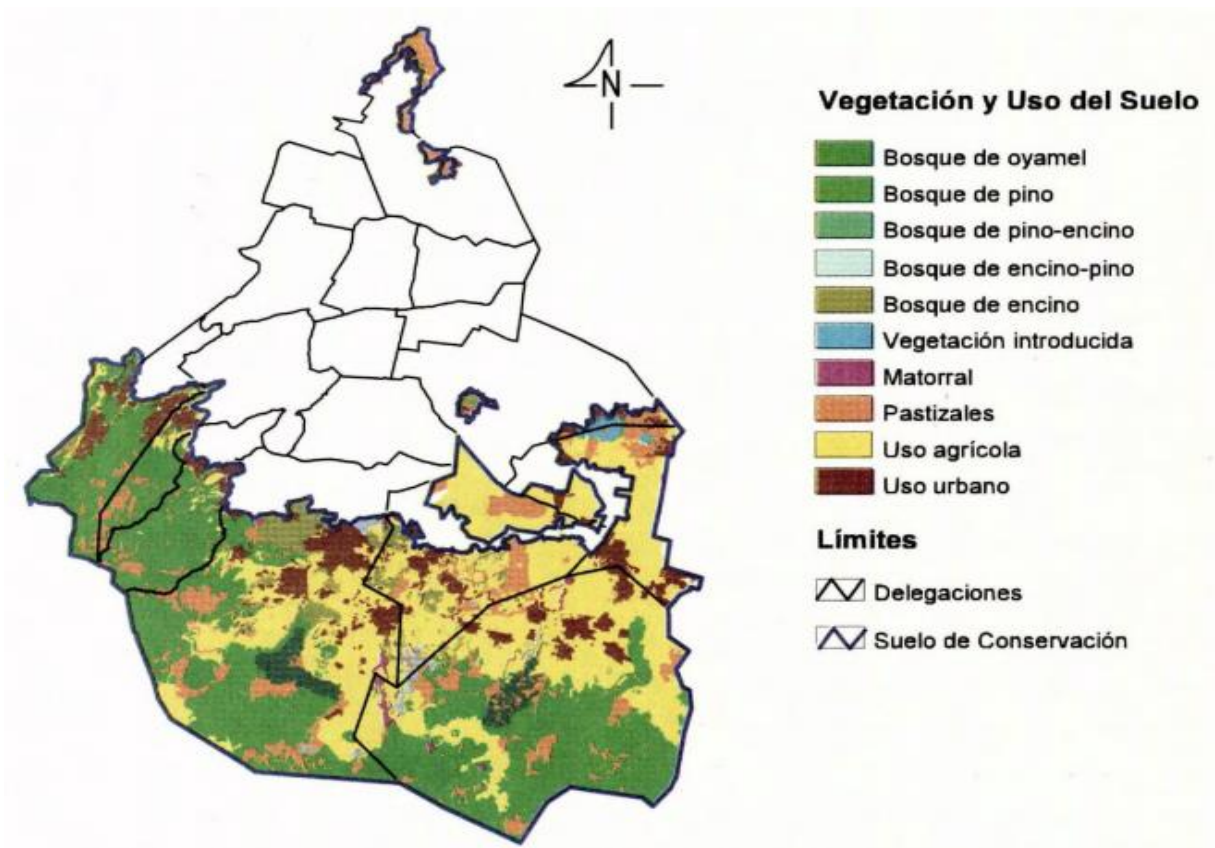 N
Vegetación y Uso del Suelo
Bosque de oyamel
Bosque de pino
Bosque de pino-encino
Bosque de encino-pino
Bosque de encino
Vegetación introducida
Matorral
Pastizales
Uso agrícola
Uso urbano
Límites
Delegaciones
Suelo de Conservación